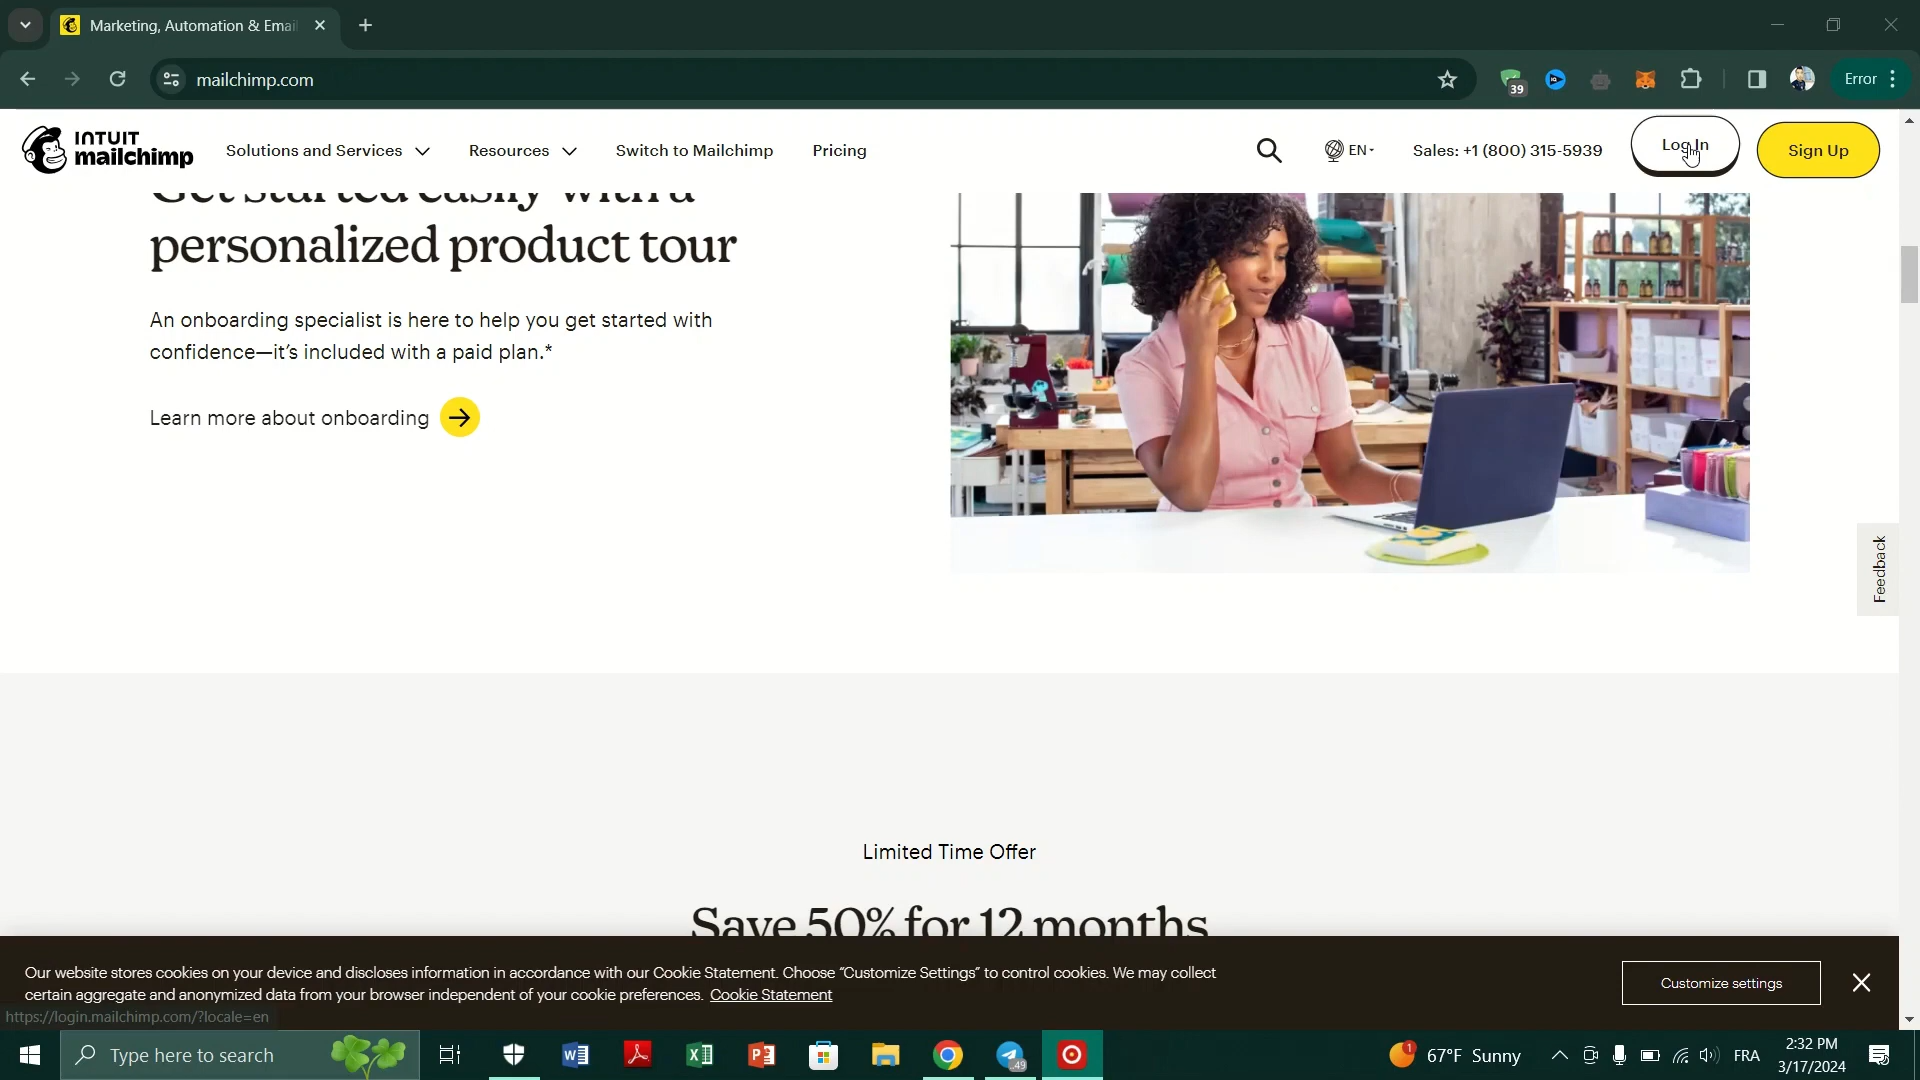 Marketing, Automation & Emai
mailchimp.com
39
Error
INTUIT
mailchimp
Solutions and Services
Resources
Switch to Mailchimp
Pricing
EN
Sales: +1 (800) 315-5939
Log In
Sign Up
Get started easily with a
personalized product tour
An onboarding specialist is here to help you get started with
confidence—it's included with a paid plan.*
Learn more about onboarding
Feedback
Limited Time Offer
Save 50% for 12 months
Our website stores cookies on your device and discloses information in accordance with our Cookie Statement. Choose "Customize Settings" to control cookies. We may collect
certain aggregate and anonymized data from your browser independent of your cookie preferences. Cookie Statement
Customize settings
https://login.mailchimp.com/?locale=en
Type here to search
.49
1
67°F Sunny
FRA
2:32 PM
3/17/2024